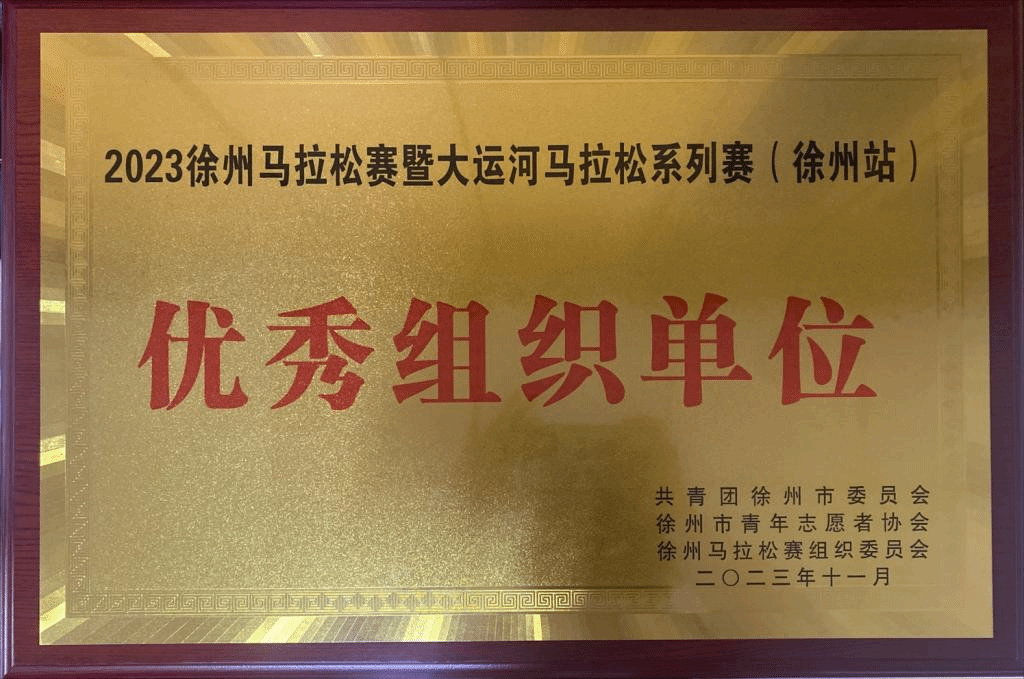 2023徐州马拉松赛暨大运河马拉松系列赛（徐州站）
优秀组织单位
共青团徐州市委员会
徐州市青年志愿者协会
徐州马拉松赛组织委员会
二〇二三年十一月